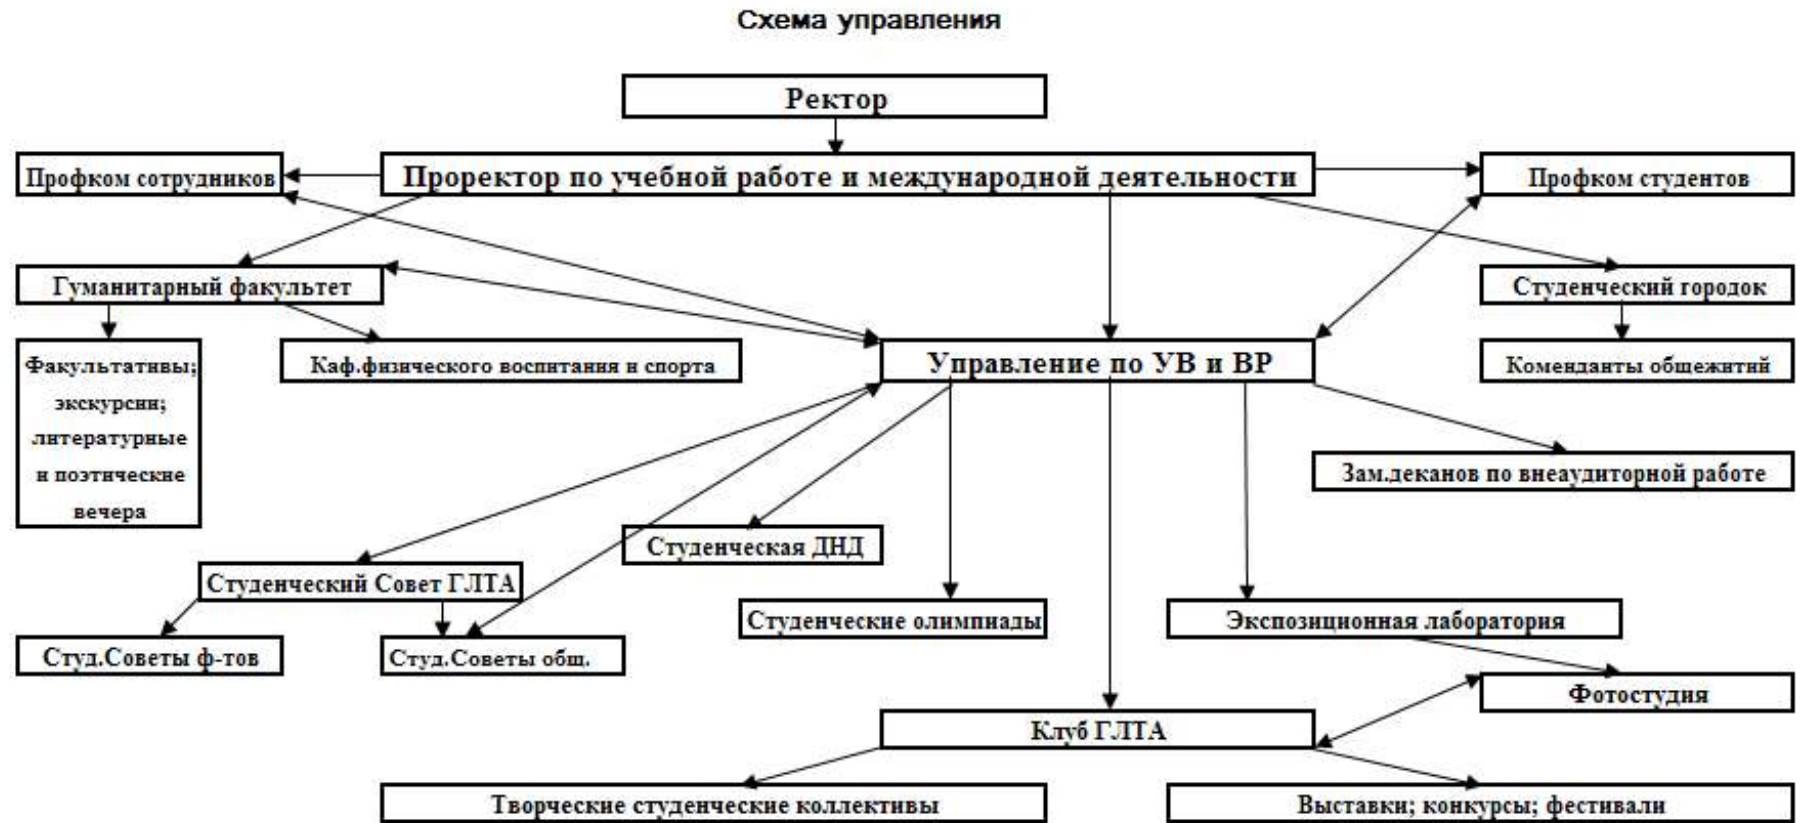 Схема управления
Ректор
Профком сотрудников
Проректор по учебной работе и международной деятельности
Профком студентов
Гуманитарный факультет
Студенческий городок
Факультативы;
экскурсии;
литературные
и поэтические
вечера
Каф.физического воспитания и спорта
Управление по УВ и ВР
Коменданты общежитий
Зам.деканов по внеаудиторной работе
Студенческая ДНД
Студенческий Совет ГЛТА
Студенческие олимпиады
Экспозиционная лаборатория
Студ.Советы ф-тов
Студ.Советы общ.
Фотостудия
Клуб ГЛТА
Творческие студенческие коллективы
Выставки; конкурсы; фестивали